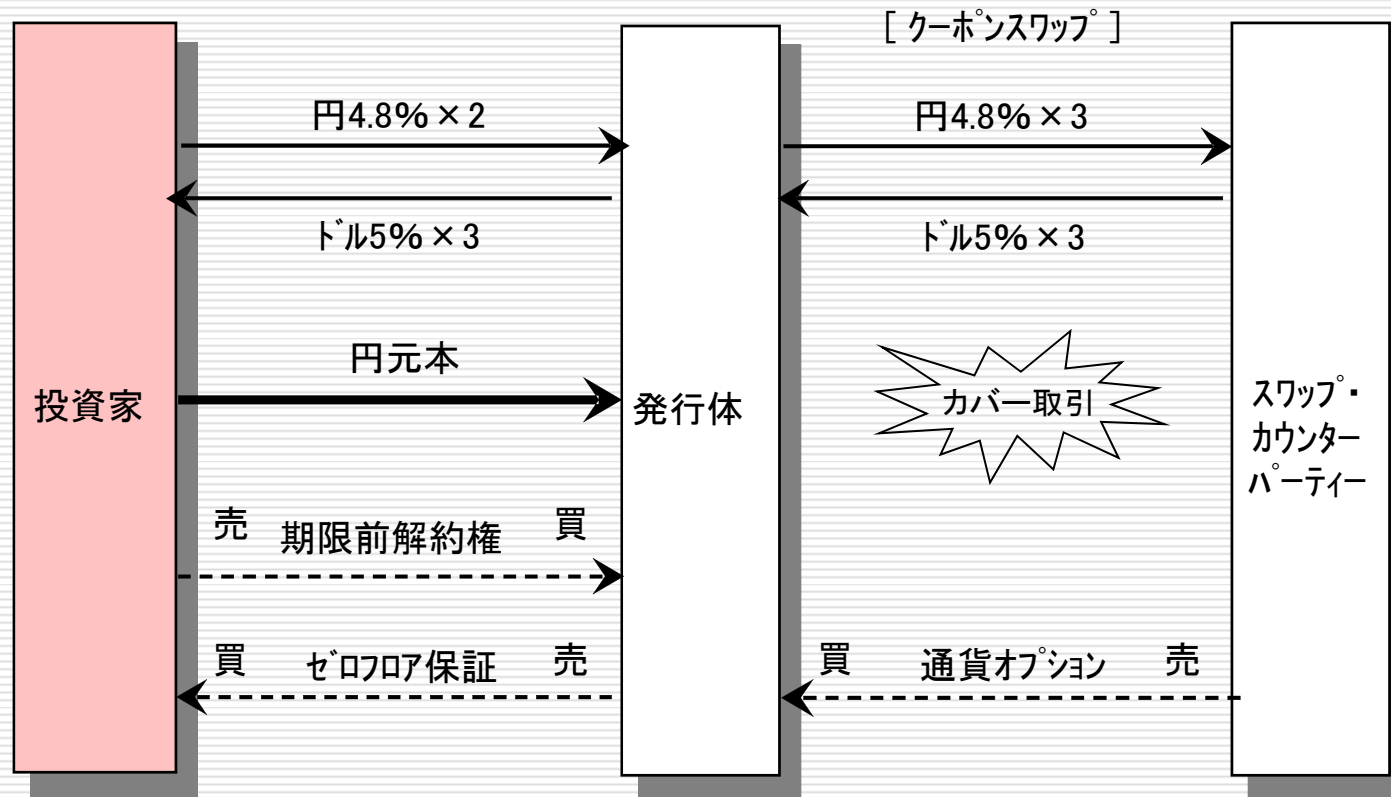 [ クーポンスワップ ]
円4.8％×2
円4.8％×3
ドル5％×3
ドル5％×3
円元本
投資家
発行体
カバー取引
スワップ・
カウンター
パーティー
売 期限前解約権 買
買 ゼロフロア保証 売
買 通貨オプション 売